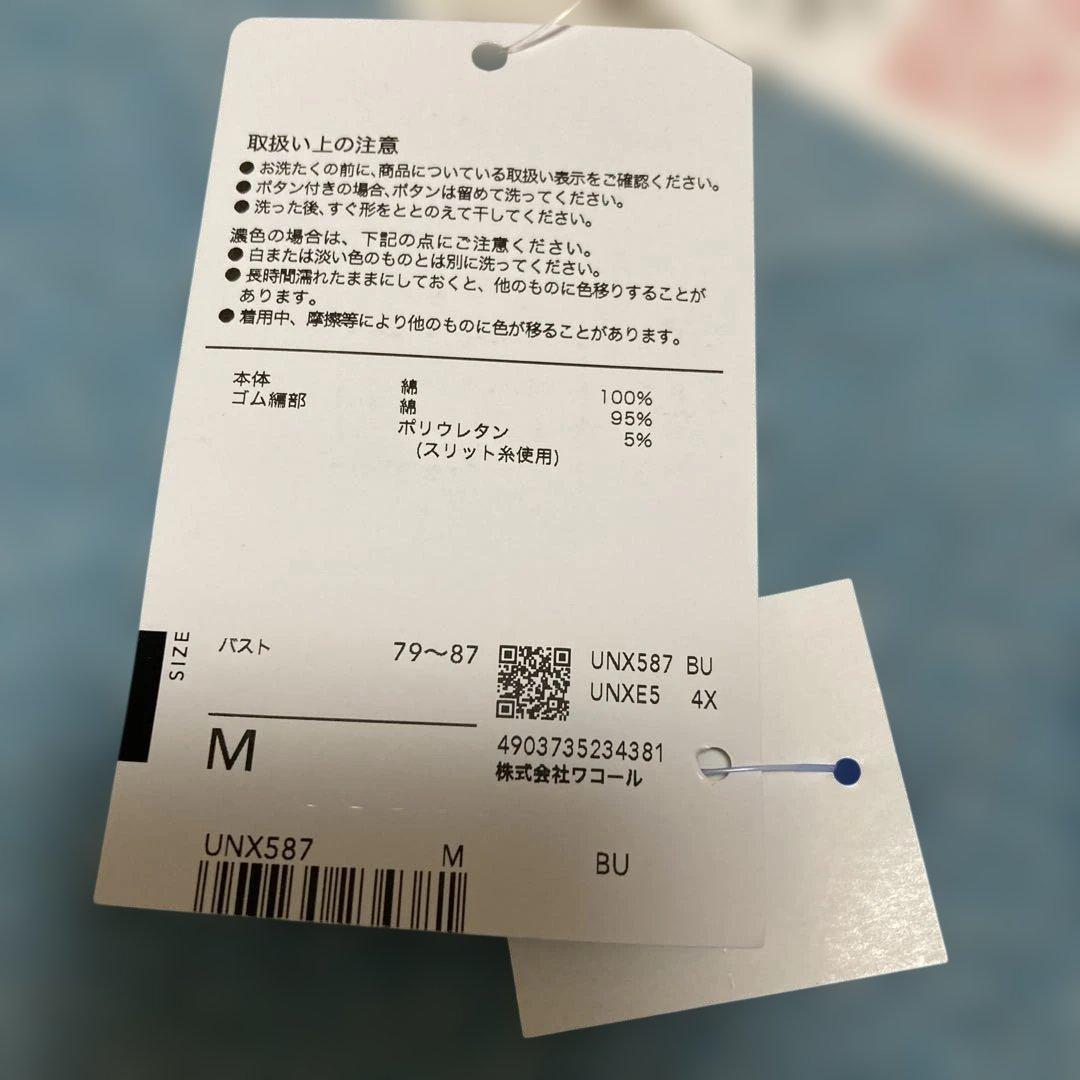 取扱い上の注意
●お洗たくの前に、商品についている取扱い表示をご確認ください。
●ボタン付きの場合、ボタンは留めて洗ってください。
●洗った後、すぐ形をととのえて干してください。
濃色の場合は、下記の点にご注意ください。
●白または淡い色のものとは別に洗ってください。
●長時間濡れたままにしておくと、他のものに色移りすることが
あります。
●着用中、摩擦等により他のものに色が移ることがあります。
本体 綿 100%
ゴム編部 綿 95%
ポリウレタン 5%
(スリット糸使用)
SIZE
バスト 79〜87
M
UNX587 BU
UNXE5 4X
4903735234381
株式会社ワコール
UNX587 M BU